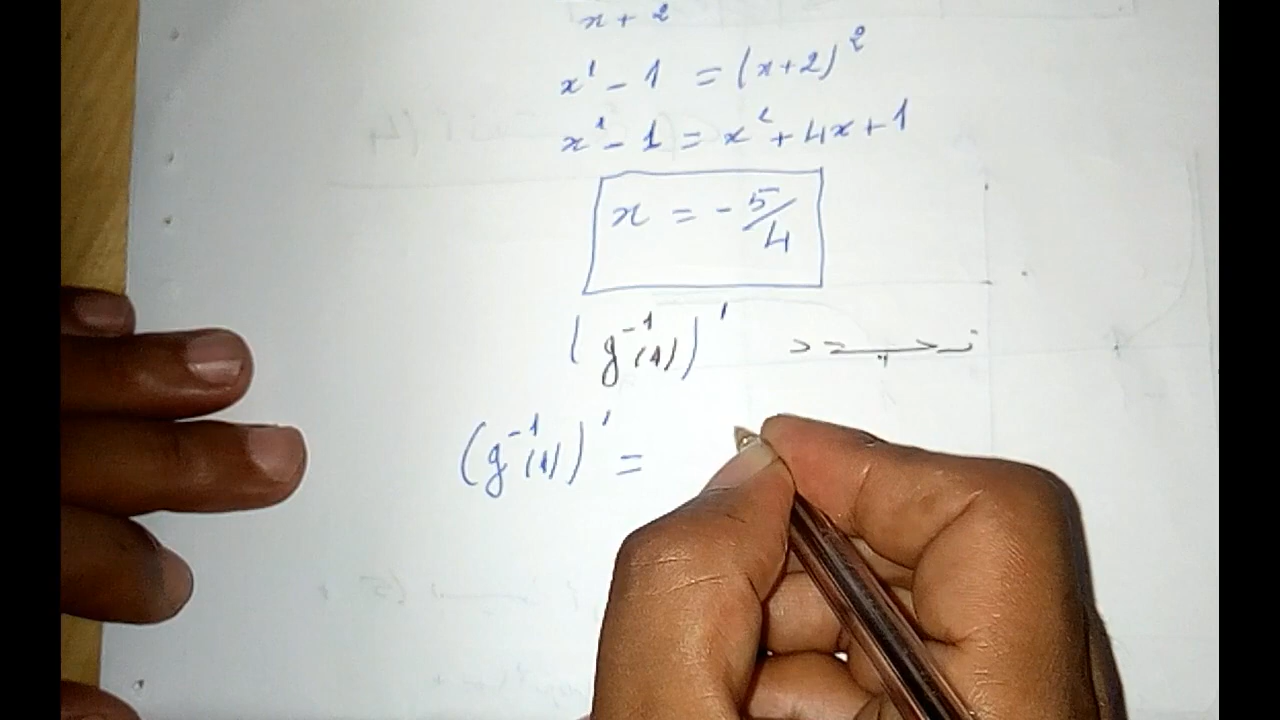 x + 2
x² - 1 = (x+2)²
x² - 1 = x² + 4x + 1
x = - 5/4
(g⁻¹(1))'
(g⁻¹(1))' =